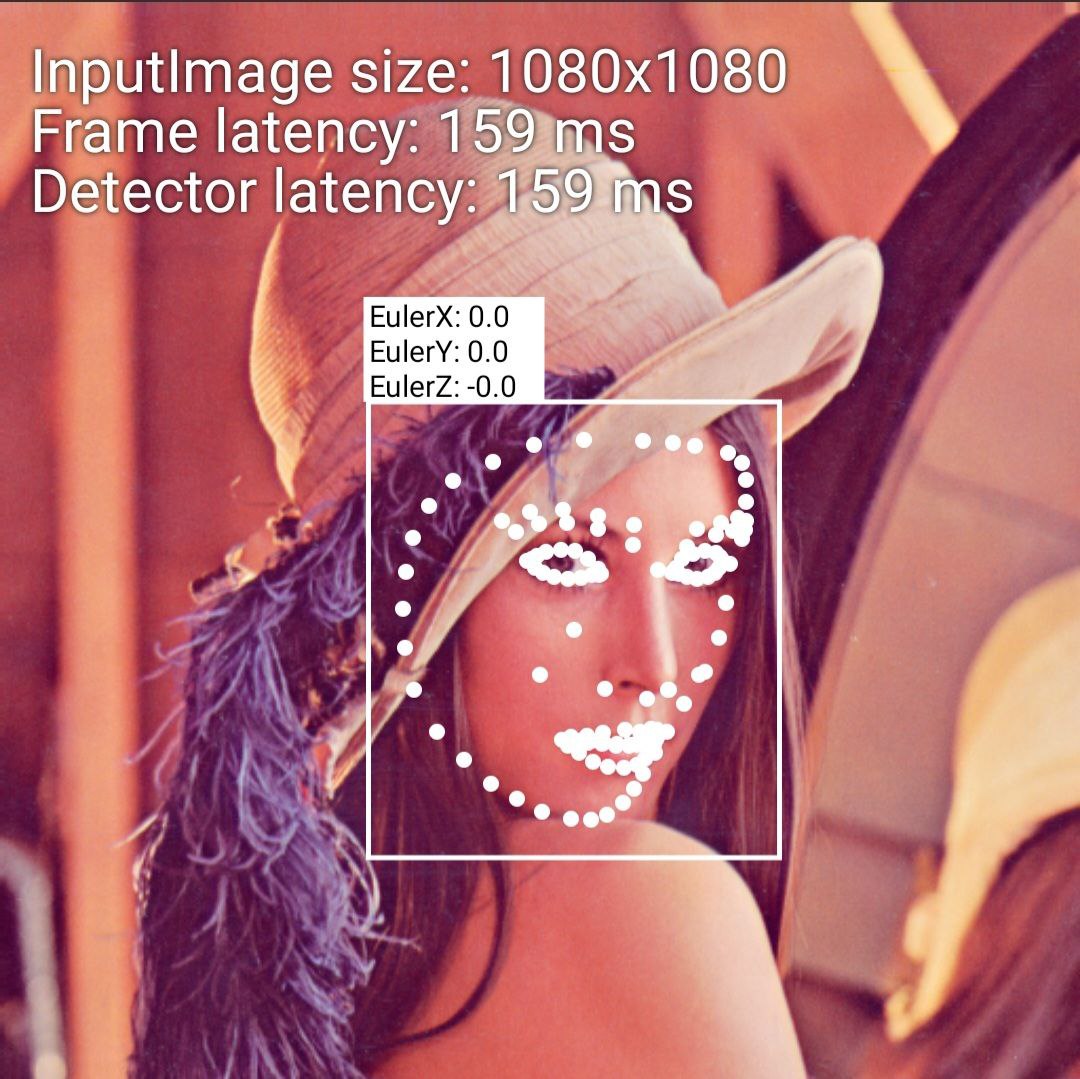 InputImage size: 1080x1080
Frame latency: 159 ms
Detector latency: 159 ms
EulerX: 0.0
EulerY: 0.0
EulerZ: -0.0